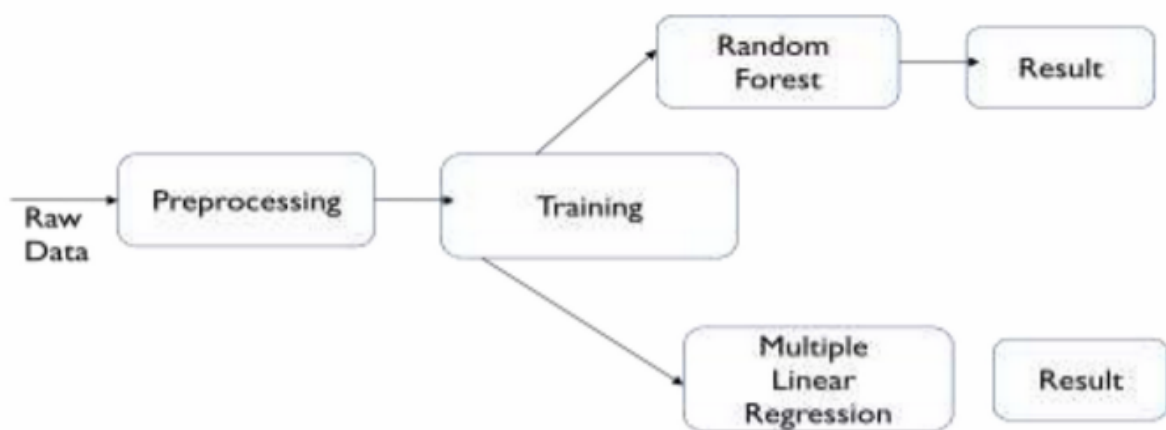 Random
Forest
Result
Preprocessing
Training
Raw
Data
Multiple
Linear
Regression
Result